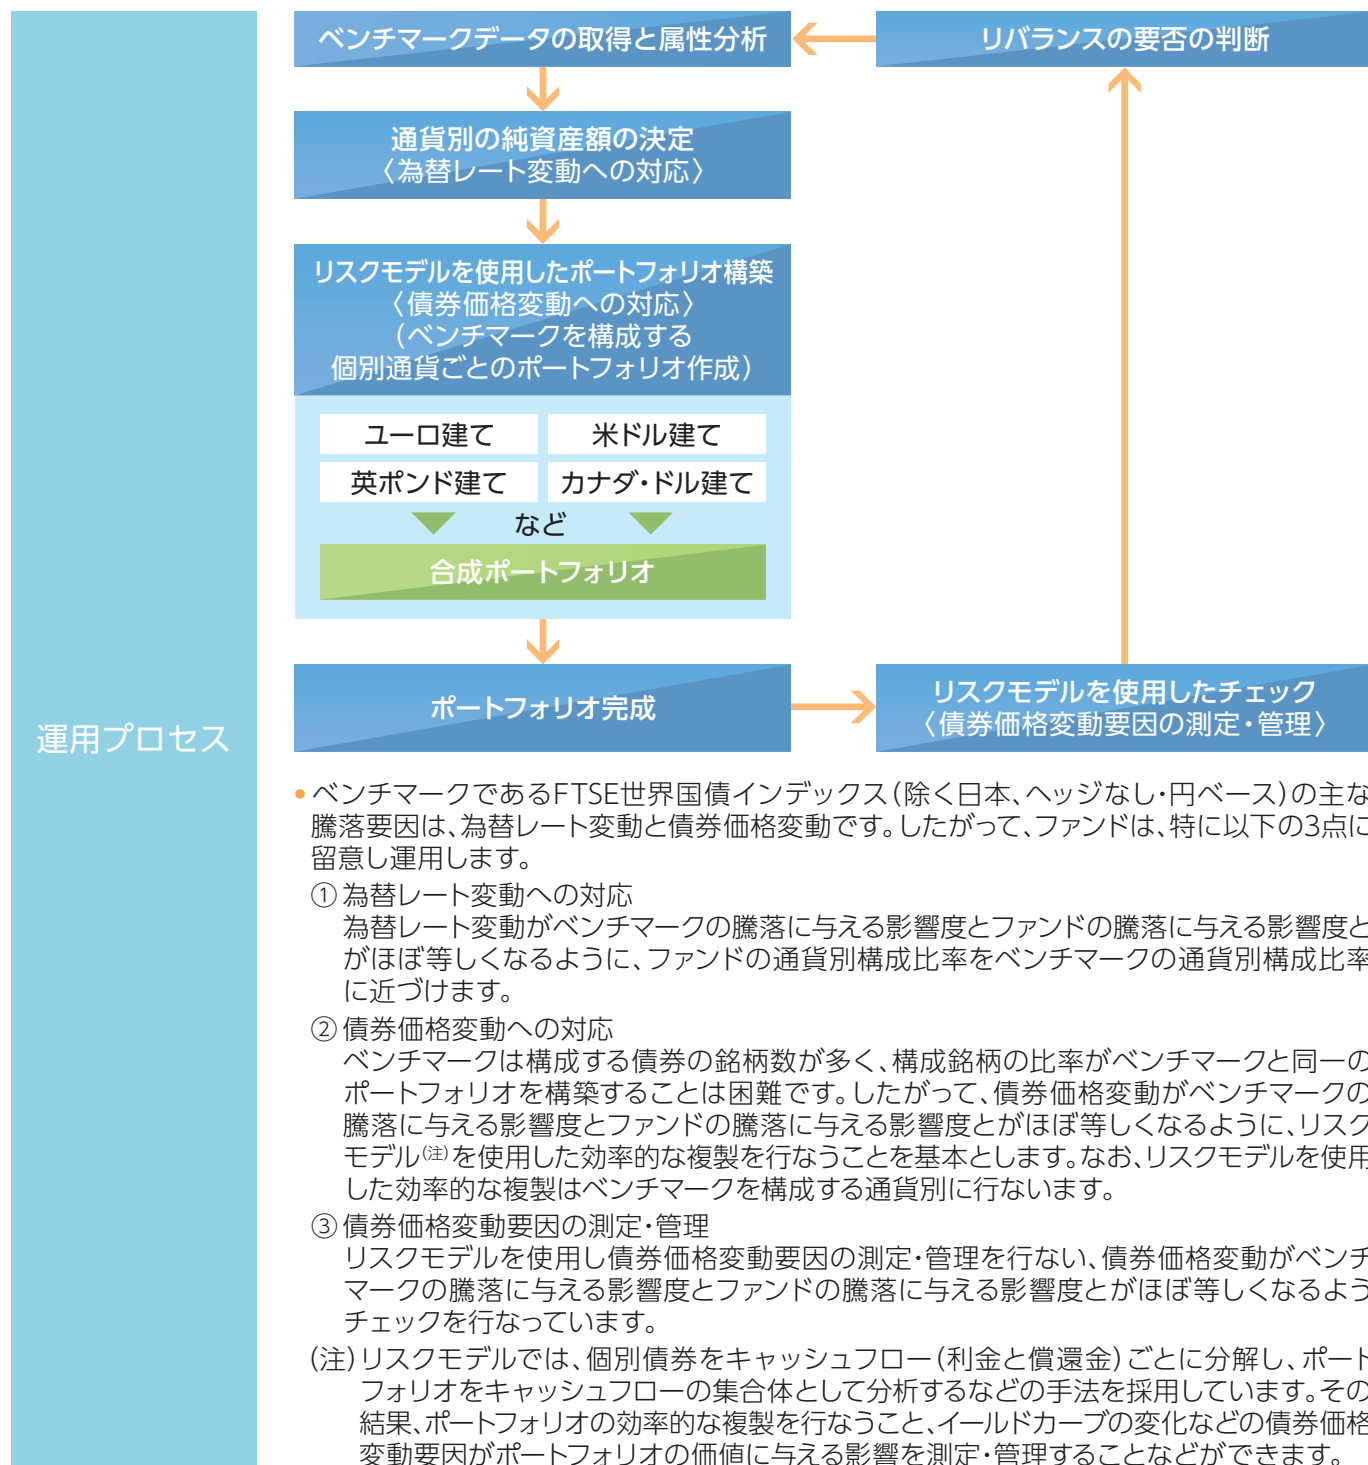 運用プロセス
ベンチマークデータの取得と属性分析
リバランスの要否の判断
通貨別の純資産額の決定
〈為替レート変動への対応〉
リスクモデルを使用したポートフォリオ構築
〈債券価格変動への対応〉
（ベンチマークを構成する
個別通貨ごとのポートフォリオ作成）
ユーロ建て
米ドル建て
英ポンド建て
カナダ・ドル建て
など
合成ポートフォリオ
ポートフォリオ完成
リスクモデルを使用したチェック
〈債券価格変動要因の測定・管理〉
• ベンチマークであるFTSE世界国債インデックス（除く日本、ヘッジなし・円ベース）の主な
騰落要因は、為替レート変動と債券価格変動です。したがって、ファンドは、特に以下の3点に
留意し運用します。
① 為替レート変動への対応
為替レート変動がベンチマークの騰落に与える影響度とファンドの騰落に与える影響度と
がほぼ等しくなるように、ファンドの通貨別構成比率をベンチマークの通貨別構成比率
に近づけます。
② 債券価格変動への対応
ベンチマークは構成する債券の銘柄数が多く、構成銘柄の比率がベンチマークと同一の
ポートフォリオを構築することは困難です。したがって、債券価格変動がベンチマークの
騰落に与える影響度とファンドの騰落に与える影響度とがほぼ等しくなるように、リスク
モデル(注)を使用した効率的な複製を行なうことを基本とします。なお、リスクモデルを使用
した効率的な複製はベンチマークを構成する通貨別に行ないます。
③ 債券価格変動要因の測定・管理
リスクモデルを使用し債券価格変動要因の測定・管理を行ない、債券価格変動がベンチ
マークの騰落に与える影響度とファンドの騰落に与える影響度とがほぼ等しくなるよう
チェックを行なっています。
(注)リスクモデルでは、個別債券をキャッシュフロー（利金と償還金）ごとに分解し、ポート
フォリオをキャッシュフローの集合体として分析するなどの手法を採用しています。その
結果、ポートフォリオの効率的な複製を行なうこと、イールドカーブの変化などの債券価格
変動要因がポートフォリオの価値に与える影響を測定・管理することなどができます。